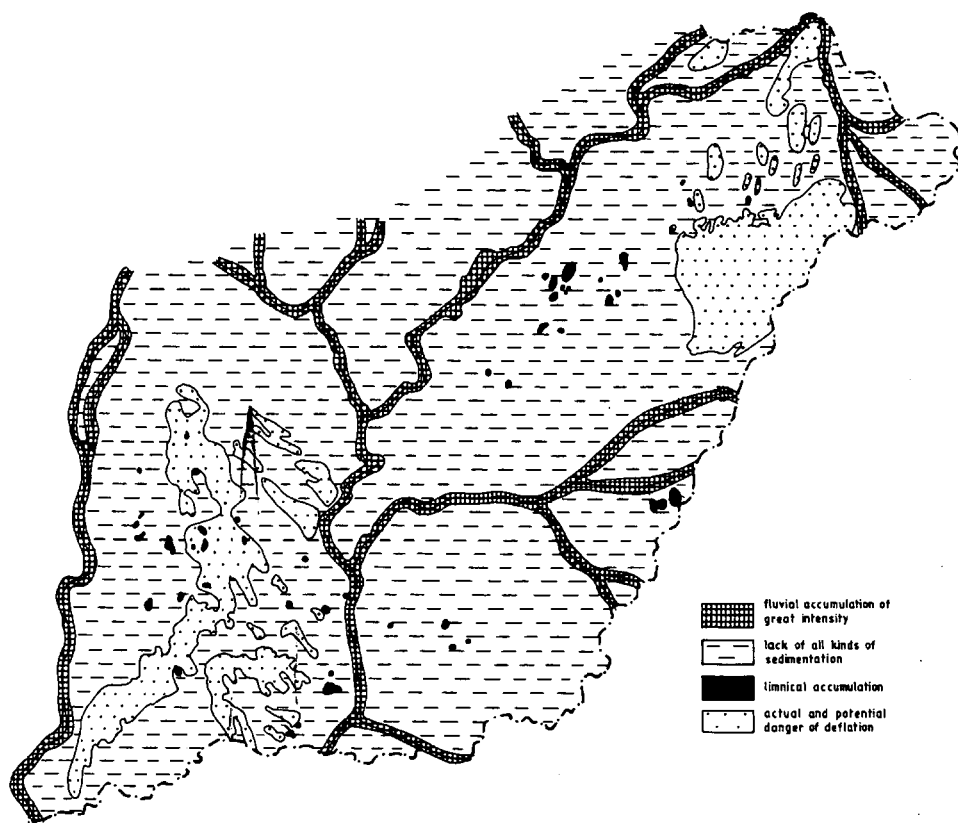 fluvial accumulation of
great intensity
lack of all kinds of
sedimentation
limnical accumulation
actual and potential
danger of deflation